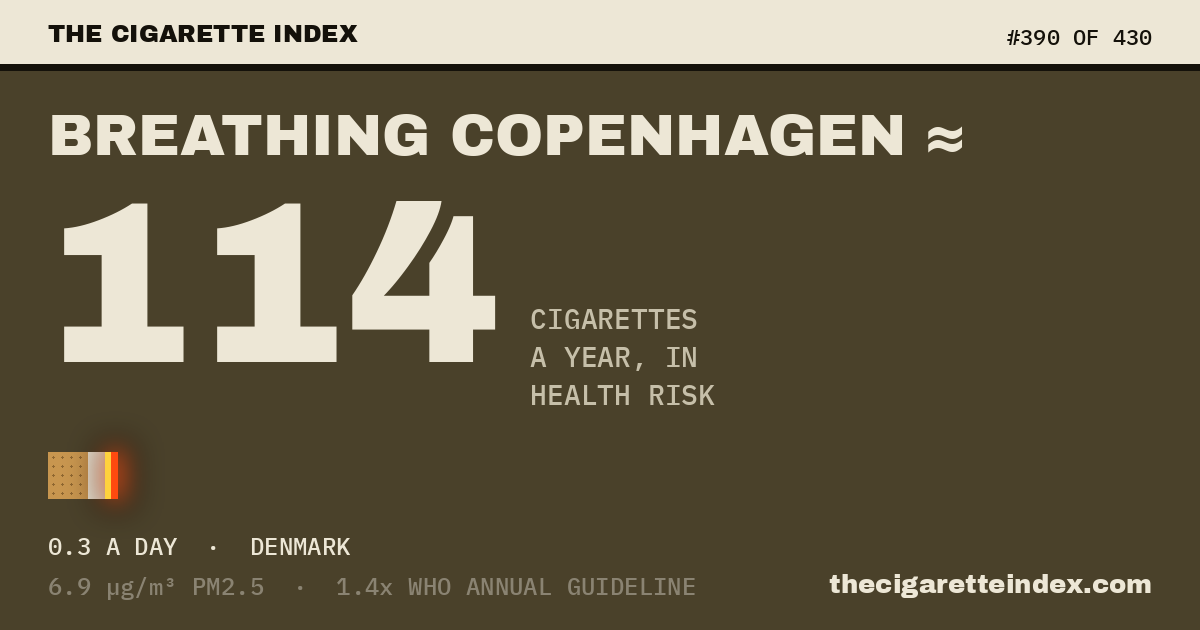 THE CIGARETTE INDEX
#390 OF 430
BREATHING COPENHAGEN ≈
114
CIGARETTES
A YEAR, IN
HEALTH RISK
0.3 A DAY · DENMARK
6.9 µg/m³ PM2.5 · 1.4x WHO ANNUAL GUIDELINE
thecigaretteindex.com